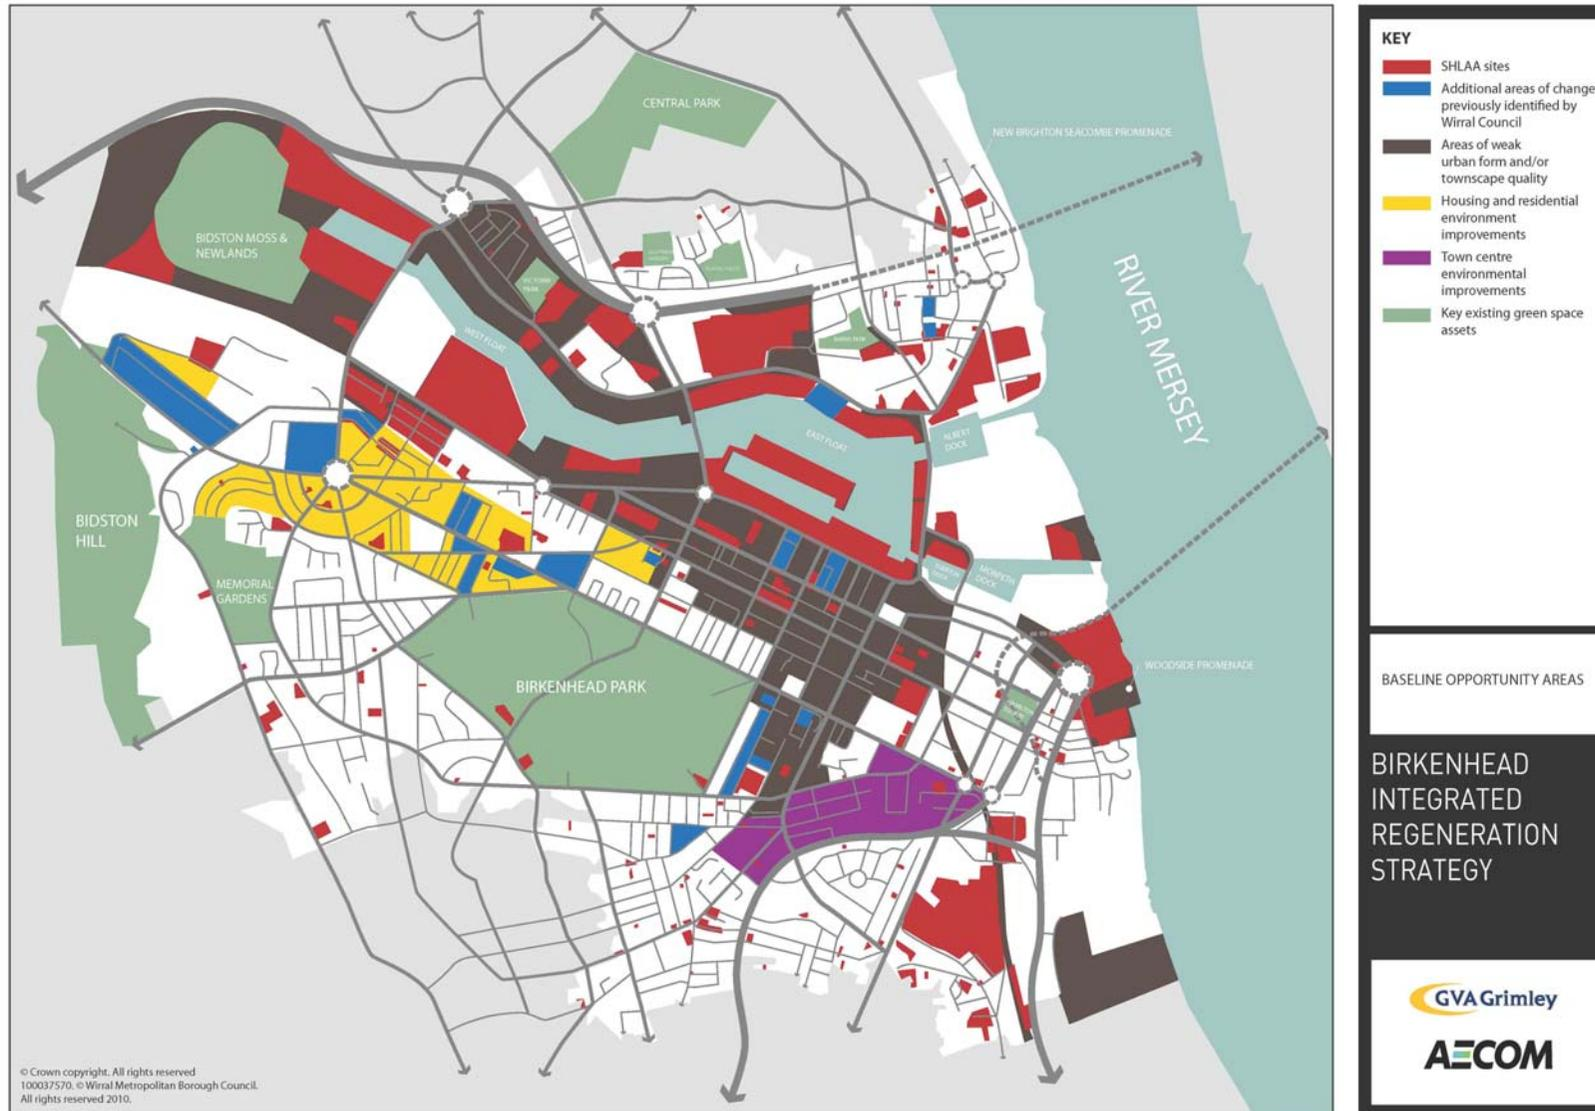 CENTRAL PARK
NEW BRIGHTON SEACOMBE PROMENADE
BIDSTON MOSS &
NEWLANDS
VICTORIA
PARK
WEST FLOAT
RIVER MERSEY
EAST FLOAT
ALBERT
DOCK
BIDSTON
HILL
MEMORIAL
GARDENS
MORPETH
DOCK
BIRKENHEAD PARK
WOODSIDE PROMENADE
© Crown copyright. All rights reserved
100037570. © Wirral Metropolitan Borough Council.
All rights reserved 2010.
KEY
SHLAA sites
Additional areas of change
previously identified by
Wirral Council
Areas of weak
urban form and/or
townscape quality
Housing and residential
environment
improvements
Town centre
environmental
improvements
Key existing green space
assets
BASELINE OPPORTUNITY AREAS
BIRKENHEAD
INTEGRATED
REGENERATION
STRATEGY
GVA Grimley
AECOM